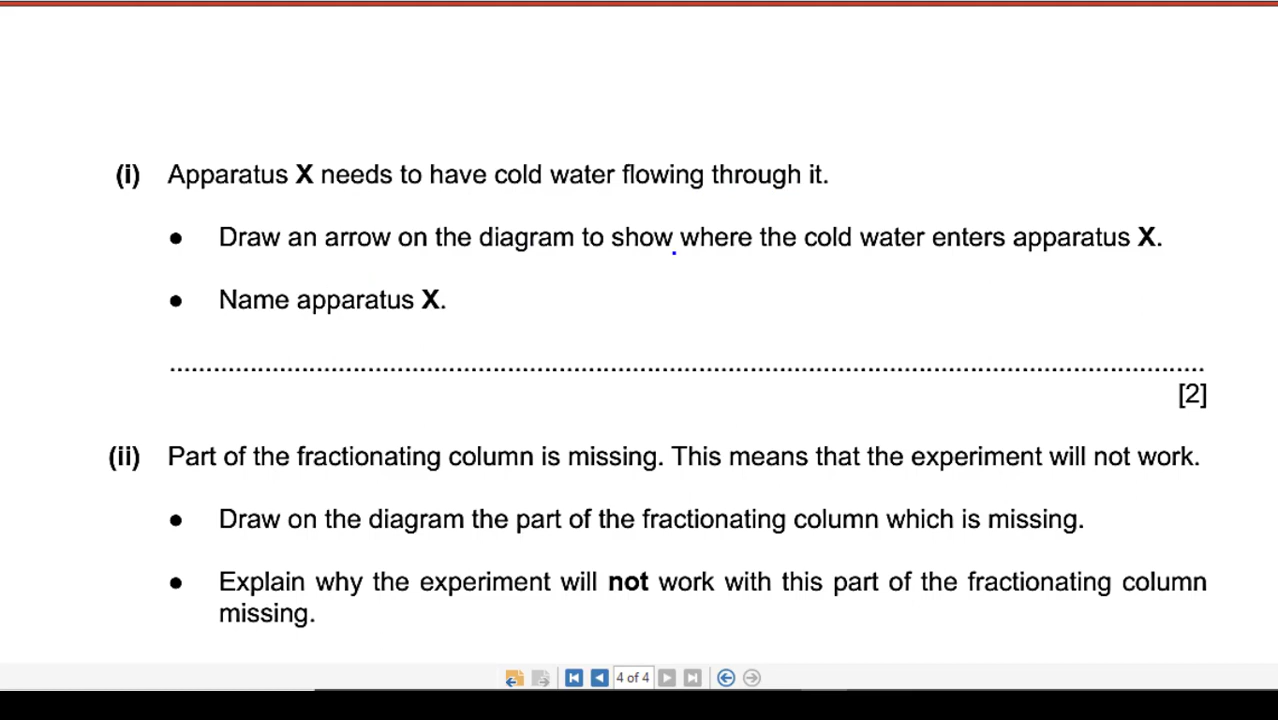 (i) Apparatus X needs to have cold water flowing through it.
● Draw an arrow on the diagram to show where the cold water enters apparatus X.
● Name apparatus X.
[2]
(ii) Part of the fractionating column is missing. This means that the experiment will not work.
● Draw on the diagram the part of the fractionating column which is missing.
● Explain why the experiment will not work with this part of the fractionating column
missing.
4 of 4